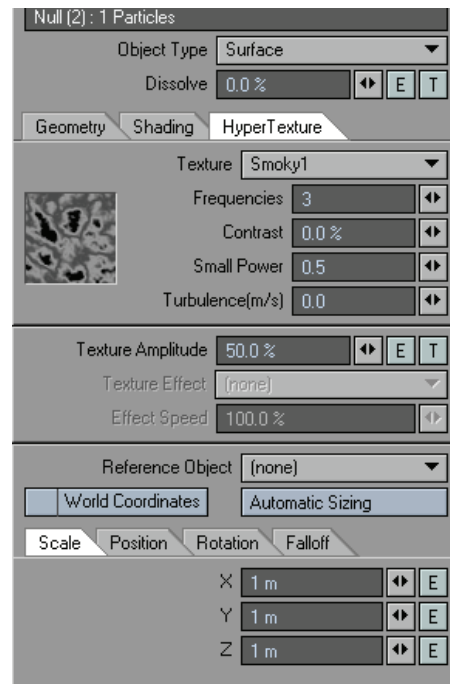 Null (2) : 1 Particles
Object Type Surface
Dissolve 0.0 % E T
Geometry Shading HyperTexture
Texture Smoky1
Frequencies 3
Contrast 0.0 %
Small Power 0.5
Turbulence(m/s) 0.0
Texture Amplitude 50.0 % E T
Texture Effect (none)
Effect Speed 100.0 %
Reference Object (none)
World Coordinates Automatic Sizing
Scale Position Rotation Falloff
X 1 m E
Y 1 m E
Z 1 m E